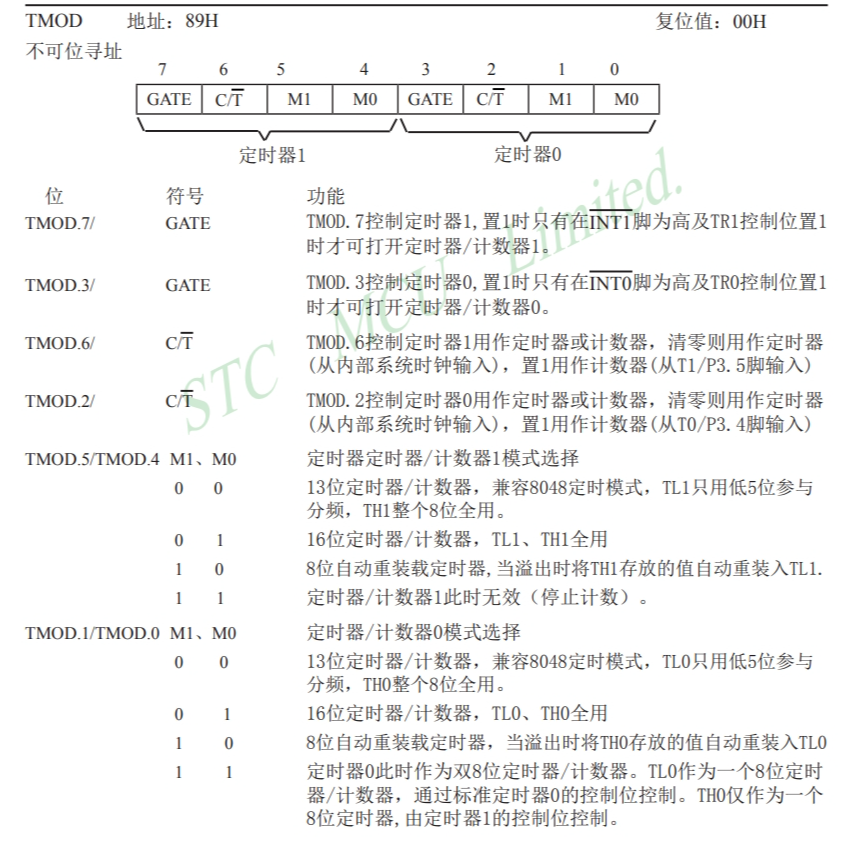 TMOD 地址：89H 复位值：00H
不可位寻址
7 6 5 4 3 2 1 0
GATE C/T̅ M1 M0 GATE C/T̅ M1 M0
定时器1 定时器0
位 符号 功能
TMOD.7/ GATE TMOD.7控制定时器1,置1时只有在I̅N̅T̅1̅脚为高及TR1控制位置1
时才可打开定时器/计数器1。
TMOD.3/ GATE TMOD.3控制定时器0,置1时只有在I̅N̅T̅0̅脚为高及TR0控制位置1
时才可打开定时器/计数器0。
TMOD.6/ C/T̅ TMOD.6控制定时器1用作定时器或计数器，清零则用作定时器
(从内部系统时钟输入)，置1用作计数器(从T1/P3.5脚输入)
TMOD.2/ C/T̅ TMOD.2控制定时器0用作定时器或计数器，清零则用作定时器
(从内部系统时钟输入)，置1用作计数器(从T0/P3.4脚输入)
TMOD.5/TMOD.4 M1、M0 定时器定时器/计数器1模式选择
0 0 13位定时器/计数器，兼容8048定时模式，TL1只用低5位参与
分频，TH1整个8位全用。
0 1 16位定时器/计数器，TL1、TH1全用
1 0 8位自动重装载定时器,当溢出时将TH1存放的值自动重装入TL1.
1 1 定时器/计数器1此时无效（停止计数）。
TMOD.1/TMOD.0 M1、M0 定时器/计数器0模式选择
0 0 13位定时器/计数器，兼容8048定时模式，TL0只用低5位参与
分频，TH0整个8位全用。
0 1 16位定时器/计数器，TL0、TH0全用
1 0 8位自动重装载定时器，当溢出时将TH0存放的值自动重装入TL0
1 1 定时器0此时作为双8位定时器/计数器。TL0作为一个8位定时
器/计数器，通过标准定时器0的控制位控制。TH0仅作为一个
8位定时器,由定时器1的控制位控制。
STC MCU Limited.